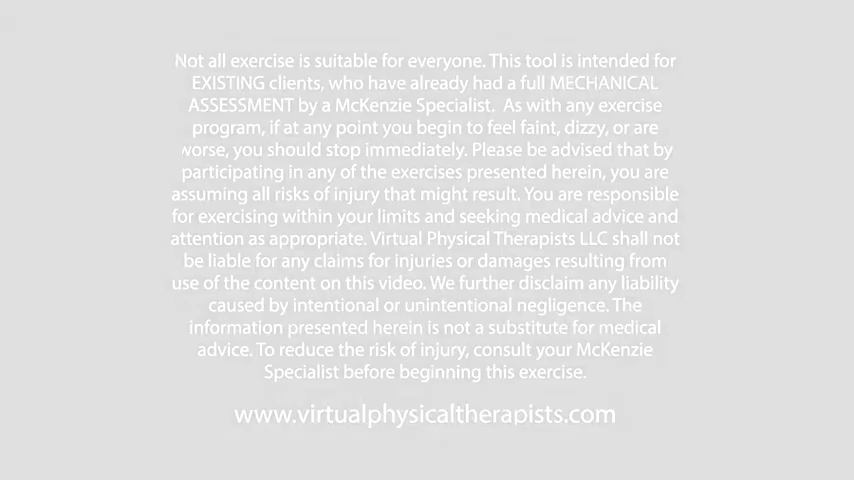 Not all exercise is suitable for everyone. This tool is intended for
EXISTING clients, who have already had a full MECHANICAL
ASSESSMENT by a McKenzie Specialist. As with any exercise
program, if at any point you begin to feel faint, dizzy, or are
worse, you should stop immediately. Please be advised that by
participating in any of the exercises presented herein, you are
assuming all risks of injury that might result. You are responsible
for exercising within your limits and seeking medical advice and
attention as appropriate. Virtual Physical Therapists LLC shall not
be liable for any claims for injuries or damages resulting from
use of the content on this video. We further disclaim any liability
caused by intentional or unintentional negligence. The
information presented herein is not a substitute for medical
advice. To reduce the risk of injury, consult your McKenzie
Specialist before beginning this exercise.
www.virtualphysicaltherapists.com